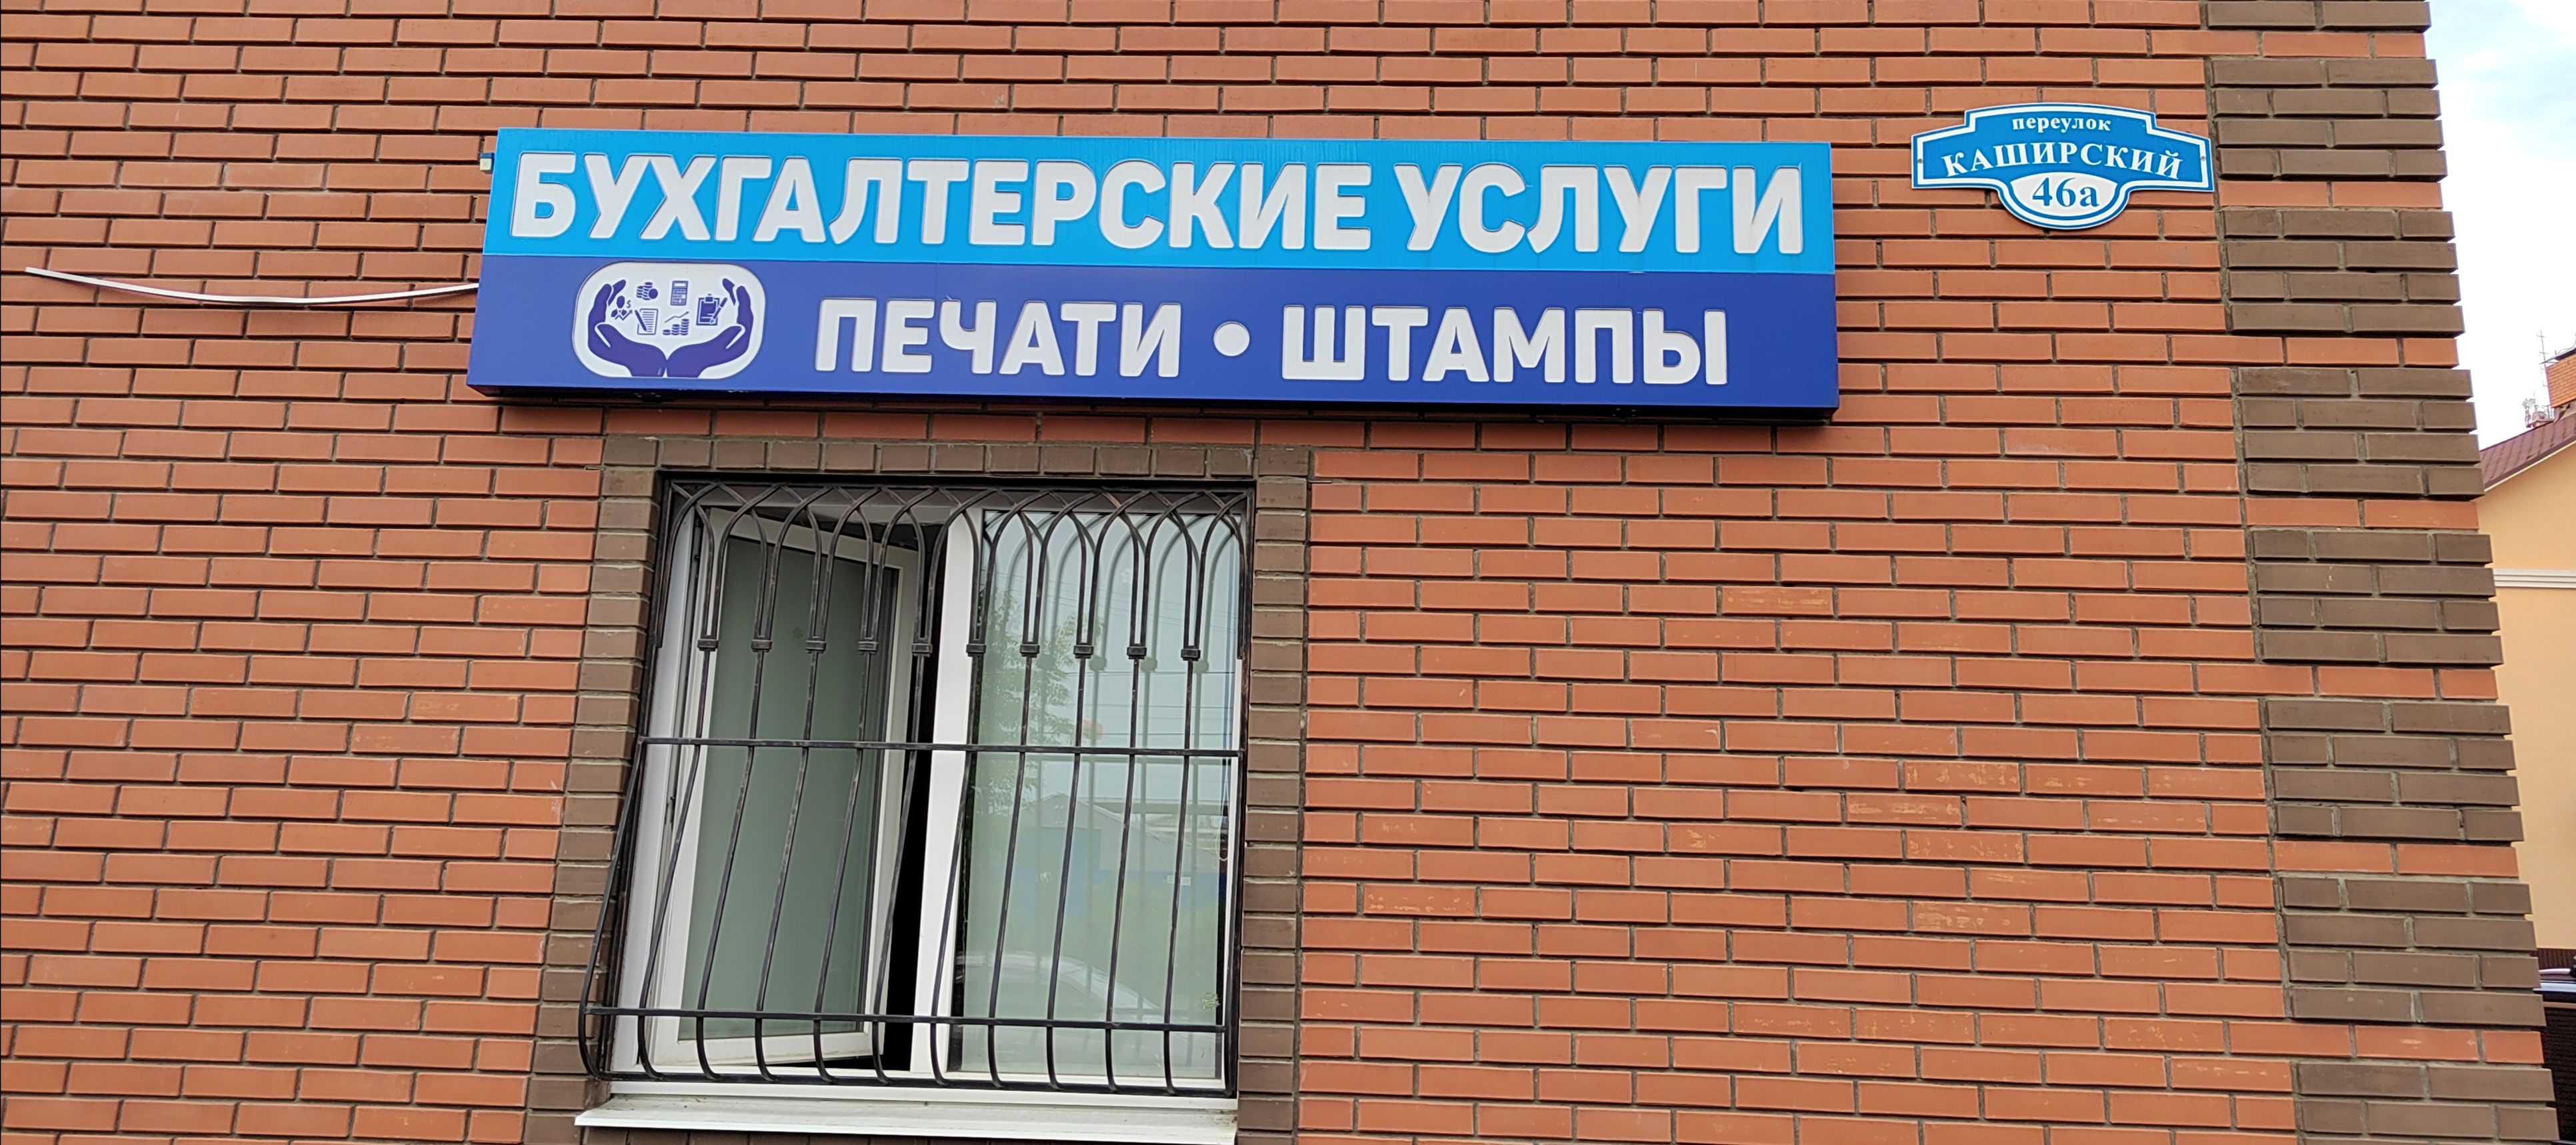 БУХГАЛТЕРСКИЕ УСЛУГИ
ПЕЧАТИ • ШТАМПЫ
переулок
КАШИРСКИЙ
46а